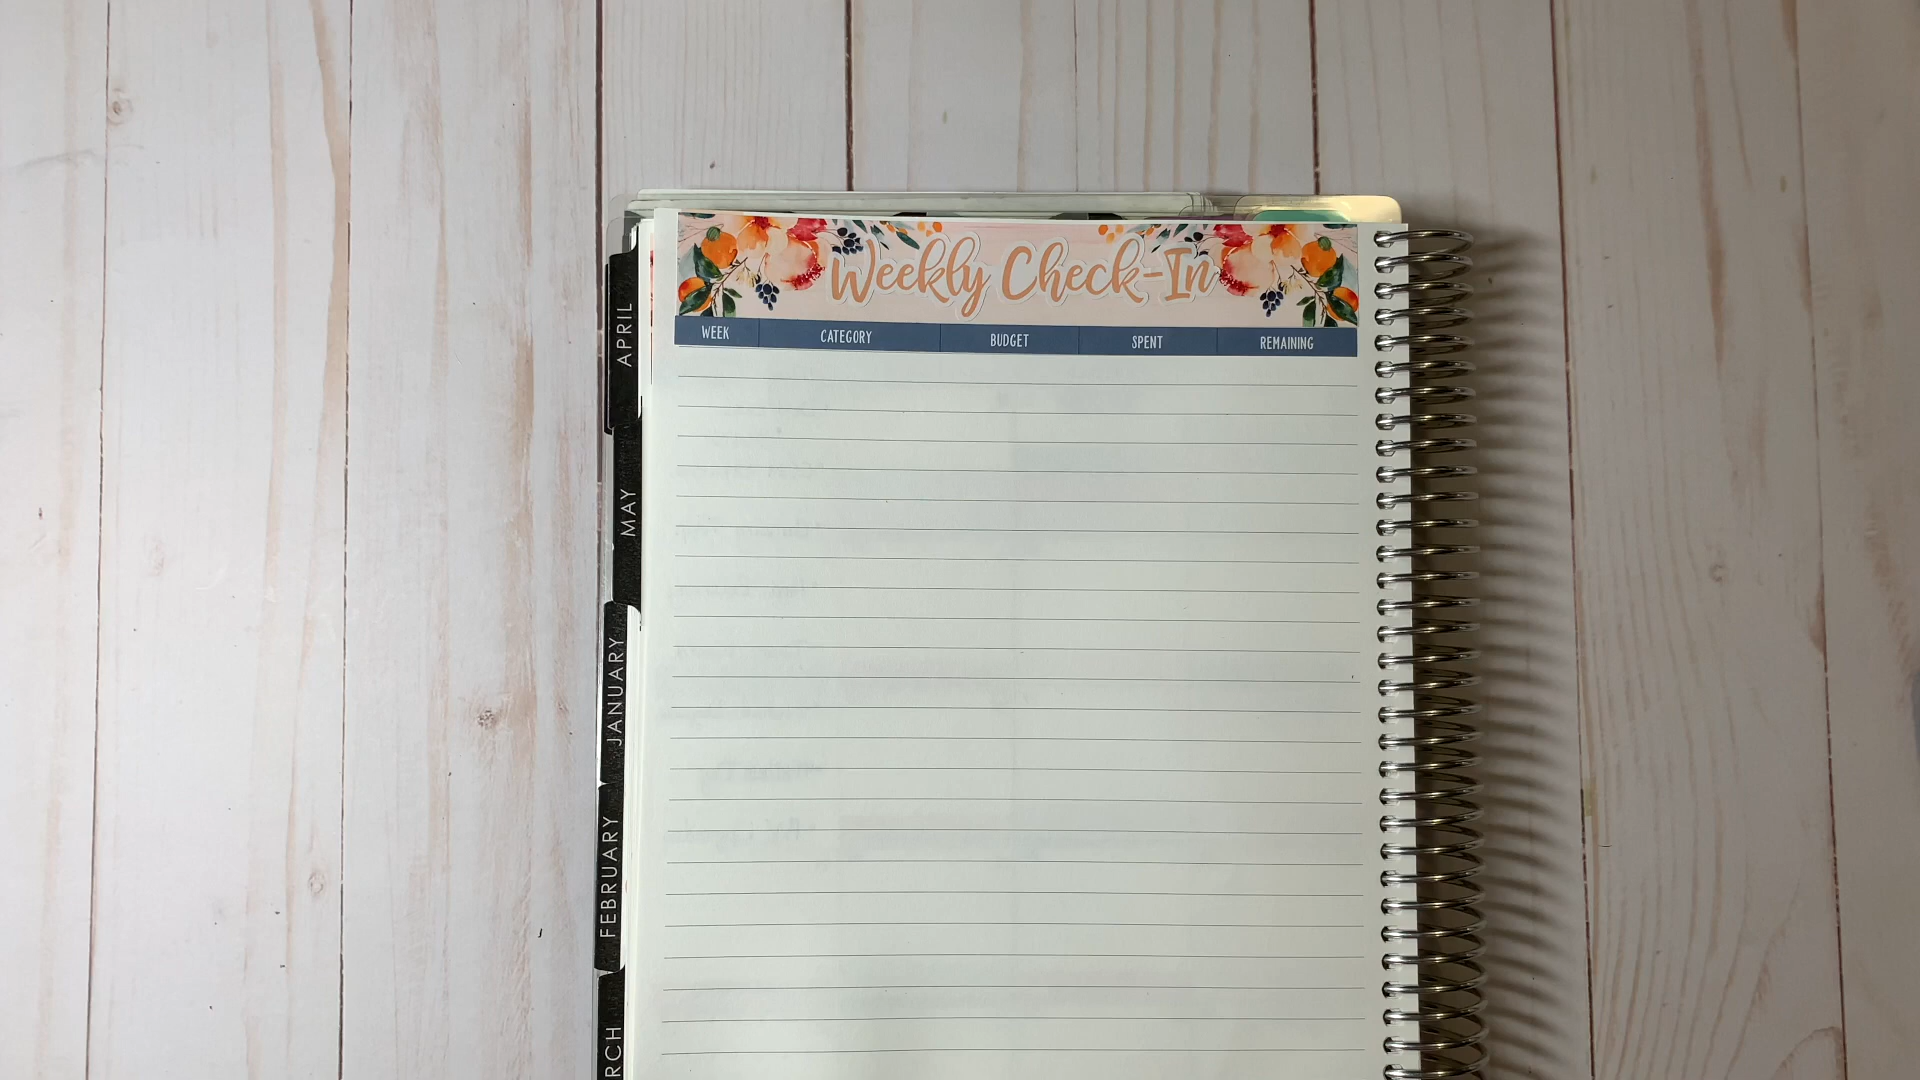 Weekly Check-In
WEEK CATEGORY BUDGET SPENT REMAINING
APRIL
MAY
JANUARY
FEBRUARY
RCH